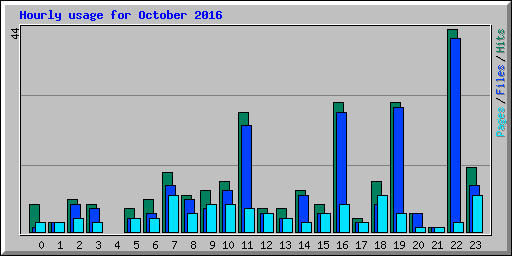 Hourly usage for October 2016
44
Pages/Files/Hits
0 1 2 3 4 5 6 7 8 9 10 11 12 13 14 15 16 17 18 19 20 21 22 23